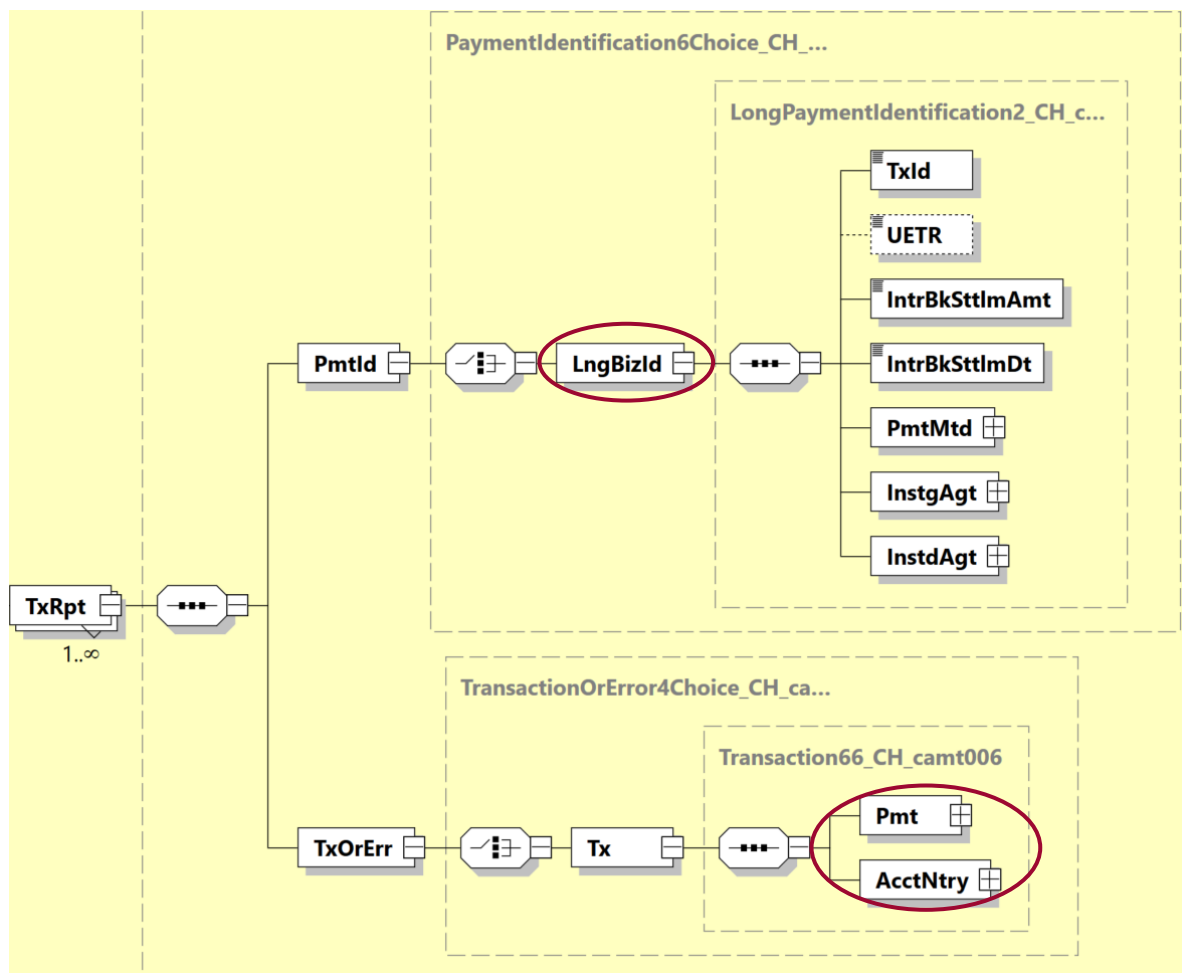 PaymentIdentification6Choice_CH_...
LongPaymentIdentification2_CH_c...
TxId
UETR
IntrBkSttlmAmt
PmtId
LngBizId
IntrBkSttlmDt
PmtMtd
InstgAgt
InstdAgt
TxRpt
1..∞
TransactionOrError4Choice_CH_ca...
Transaction66_CH_camt006
Pmt
TxOrErr
Tx
AcctNtry